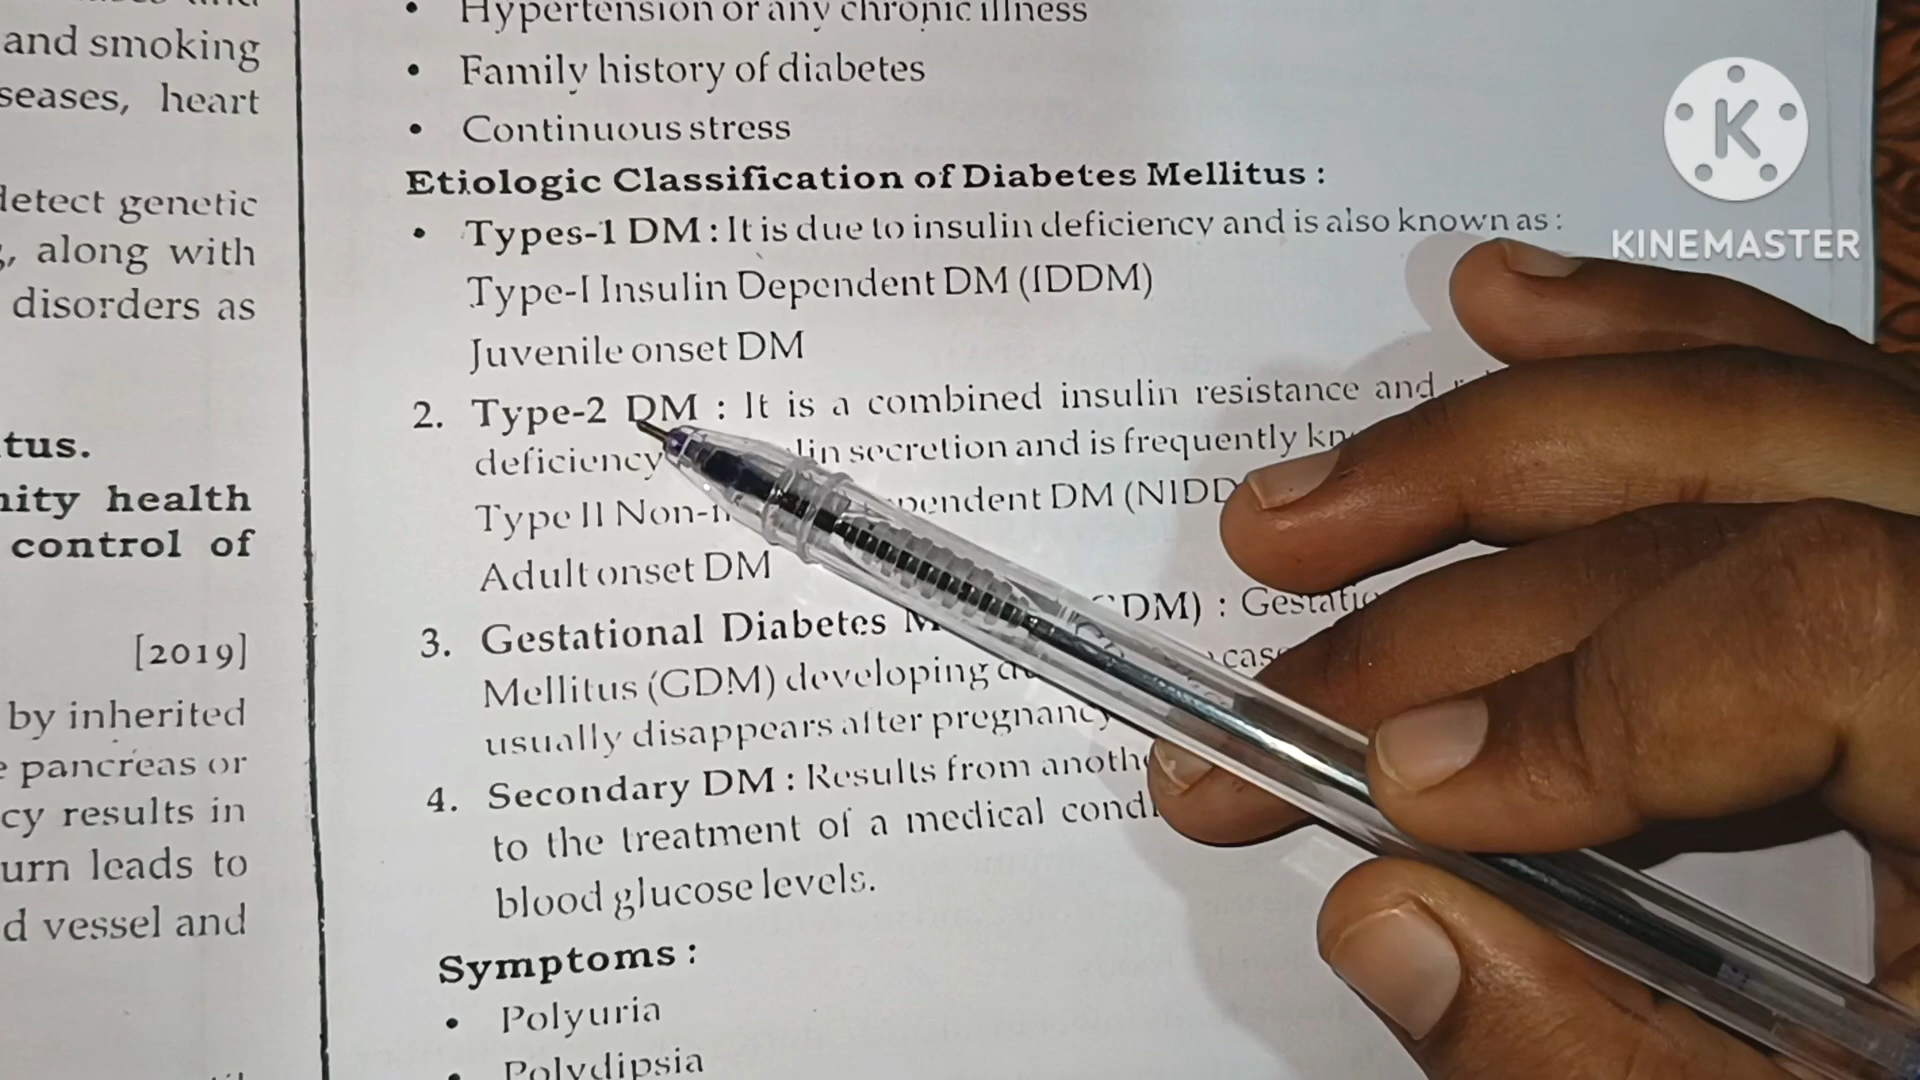 and smoking
seases, heart
detect genetic
, along with
disorders as
tus.
nity health
control of
[2019]
by inherited
pancreas or
cy results in
urn leads to
d vessel and
• Hypertension or any chronic illness
• Family history of diabetes
• Continuous stress
Etiologic Classification of Diabetes Mellitus :
• Types-1 DM : It is due to insulin deficiency and is also known as :
Type-I Insulin Dependent DM (IDDM)
Juvenile onset DM
2. Type-2 DM : It is a combined insulin resistance and
deficiency lin secretion and is frequently
Type II Non- pendent DM (NIDD
Adult onset DM
3. Gestational Diabetes M DM) : Gestatio
Mellitus (GDM) developing cas
usually disappears after pregnancy
4. Secondary DM : Results from anothe
to the treatment of a medical condi
blood glucose levels.
Symptoms :
• Polyuria
• Polydipsia
K
KINEMASTER